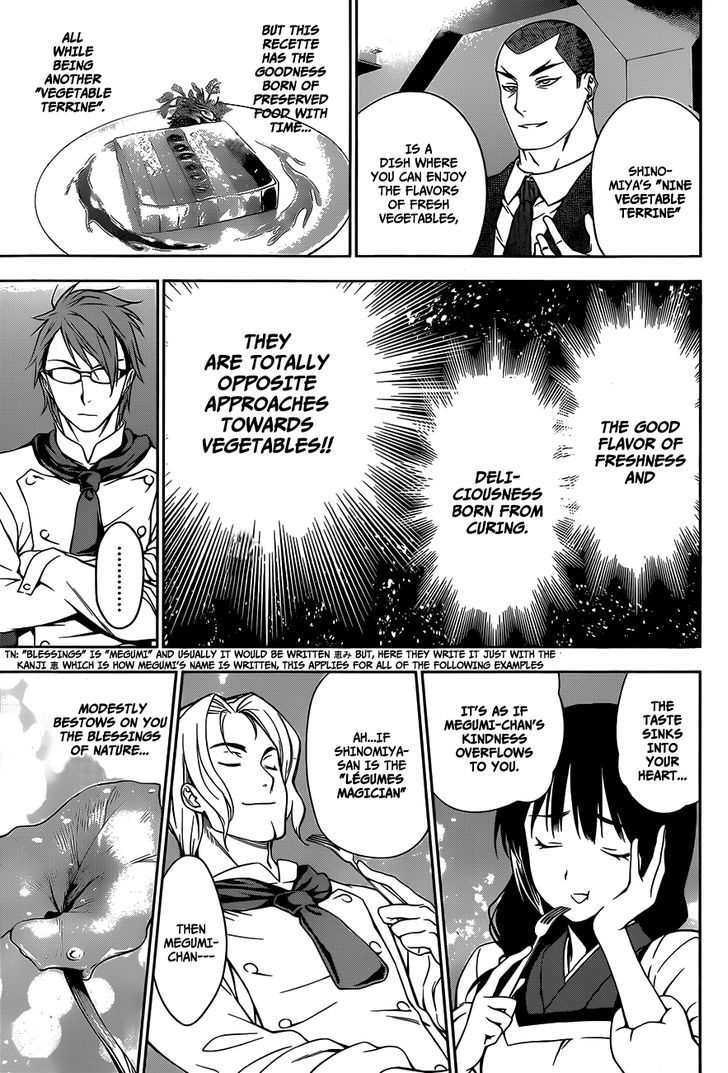 SHINO-
MIYA'S "NINE
VEGETABLE
TERRINE"
IS A
DISH WHERE
YOU CAN ENJOY
THE FLAVORS
OF FRESH
VEGETABLES,
BUT THIS
RECETTE
HAS THE
GOODNESS
BORN OF
PRESERVED
FOOD WITH
TIME...
ALL
WHILE
BEING
ANOTHER
"VEGETABLE
TERRINE".
THE GOOD
FLAVOR OF
FRESHNESS
AND
DELI-
CIOUSNESS
BORN FROM
CURING.
THEY
ARE TOTALLY
OPPOSITE
APPROACHES
TOWARDS
VEGETABLES!!
.........
TN: "BLESSINGS" IS "MEGUMI" AND USUALLY IT WOULD BE WRITTEN 恵み BUT, HERE THEY WRITE IT JUST WITH THE
KANJI 恵 WHICH IS HOW MEGUMI'S NAME IS WRITTEN, THIS APPLIES FOR ALL OF THE FOLLOWING EXAMPLES
THE
TASTE
SINKS
INTO
YOUR
HEART...
IT'S AS IF
MEGUMI-CHAN'S
KINDNESS
OVERFLOWS
TO YOU.
AH...IF
SHINOMIYA-
SAN IS THE
"LÉGUMES
MAGICIAN"
THEN
MEGUMI-
CHAN---
MODESTLY
BESTOWS ON YOU
THE BLESSINGS
OF NATURE...